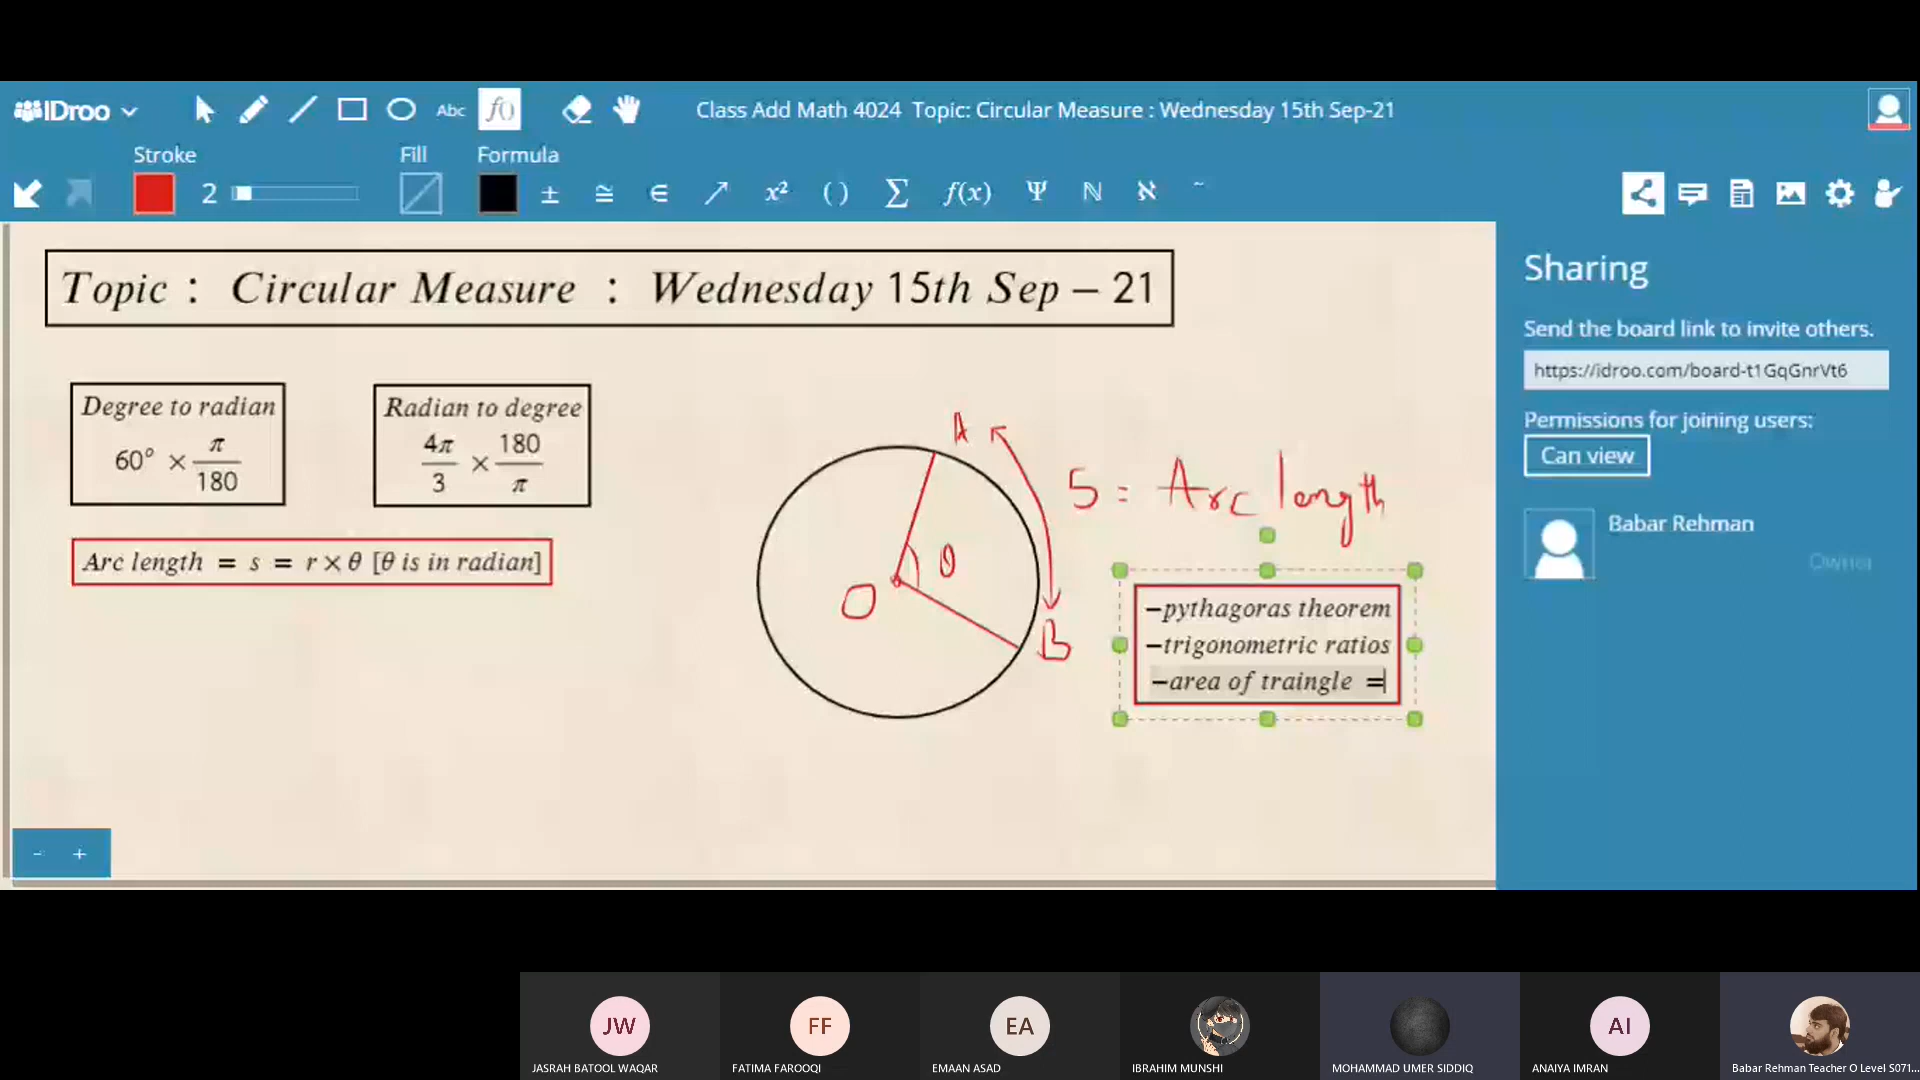 IDroo
Abc
f()
Class Add Math 4024 Topic: Circular Measure : Wednesday 15th Sep-21
Stroke
Fill
Formula
2
± ≅ ∈ ↗ x² ( ) ∑ f(x) Ψ ℕ ℵ ~
Topic : Circular Measure : Wednesday 15th Sep – 21
Degree to radian
60° × π/180
Radian to degree
4π/3 × 180/π
Arc length = s = r × θ [θ is in radian]
A
θ
O
B
S = Arc length
–pythagoras theorem
–trigonometric ratios
–area of traingle =
- +
Sharing
Send the board link to invite others.
https://idroo.com/board-t1GqGnrVt6
Permissions for joining users:
Can view
Babar Rehman
Owner
JW
JASRAH BATOOL WAQAR
FF
FATIMA FAROOQI
EA
EMAAN ASAD
IBRAHIM MUNSHI
MOHAMMAD UMER SIDDIQ
AI
ANAIYA IMRAN
Babar Rehman Teacher O Level S071...